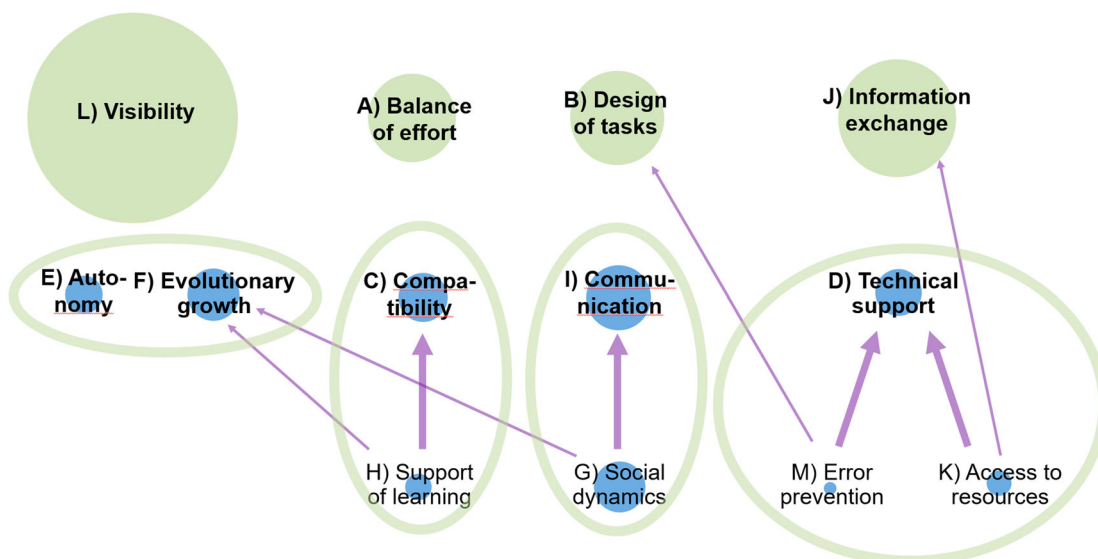 L) Visibility
A) Balance
of effort
B) Design
of tasks
J) Information
exchange
E) Auto-
nomy
F) Evolutionary
growth
C) Compa-
tibility
I) Commu-
nication
D) Technical
support
H) Support
of learning
G) Social
dynamics
M) Error
prevention
K) Access to
resources